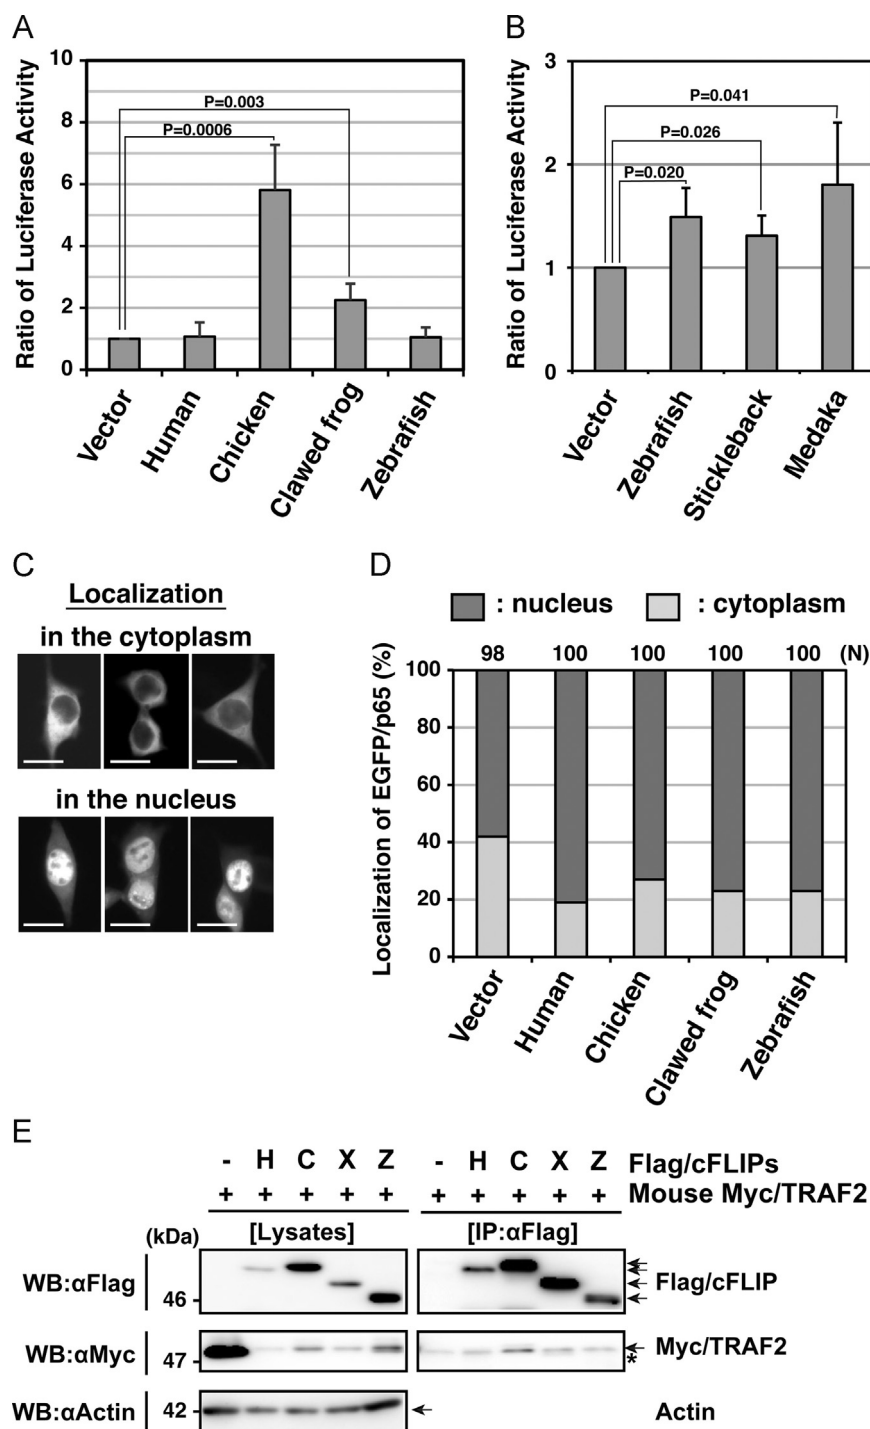 A
Ratio of Luciferase Activity
10
8
6
4
2
0
P=0.003
P=0.0006
Vector
Human
Chicken
Clawed frog
Zebrafish
B
Ratio of Luciferase Activity
3
2
1
0
P=0.041
P=0.026
P=0.020
Vector
Zebrafish
Stickleback
Medaka
C
Localization
in the cytoplasm
in the nucleus
D
: nucleus : cytoplasm
98 100 100 100 100 (N)
Localization of EGFP/p65 (%)
100
80
60
40
20
0
Vector
Human
Chicken
Clawed frog
Zebrafish
E
- H C X Z - H C X Z Flag/cFLIPs
+ + + + + + + + + + Mouse Myc/TRAF2
(kDa) [Lysates] [IP:αFlag]
WB:αFlag 46 Flag/cFLIP
WB:αMyc 47 Myc/TRAF2
*
WB:αActin 42 Actin